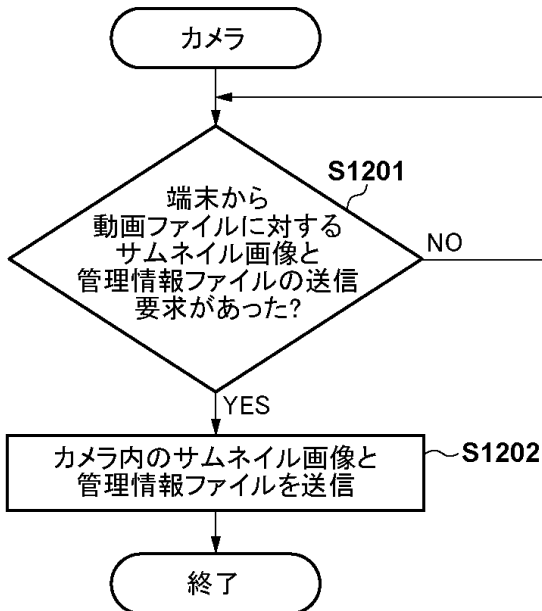 カメラ
S1201
端末から
動画ファイルに対する
サムネイル画像と
管理情報ファイルの送信
要求があった?
NO
YES
カメラ内のサムネイル画像と
管理情報ファイルを送信
S1202
終了